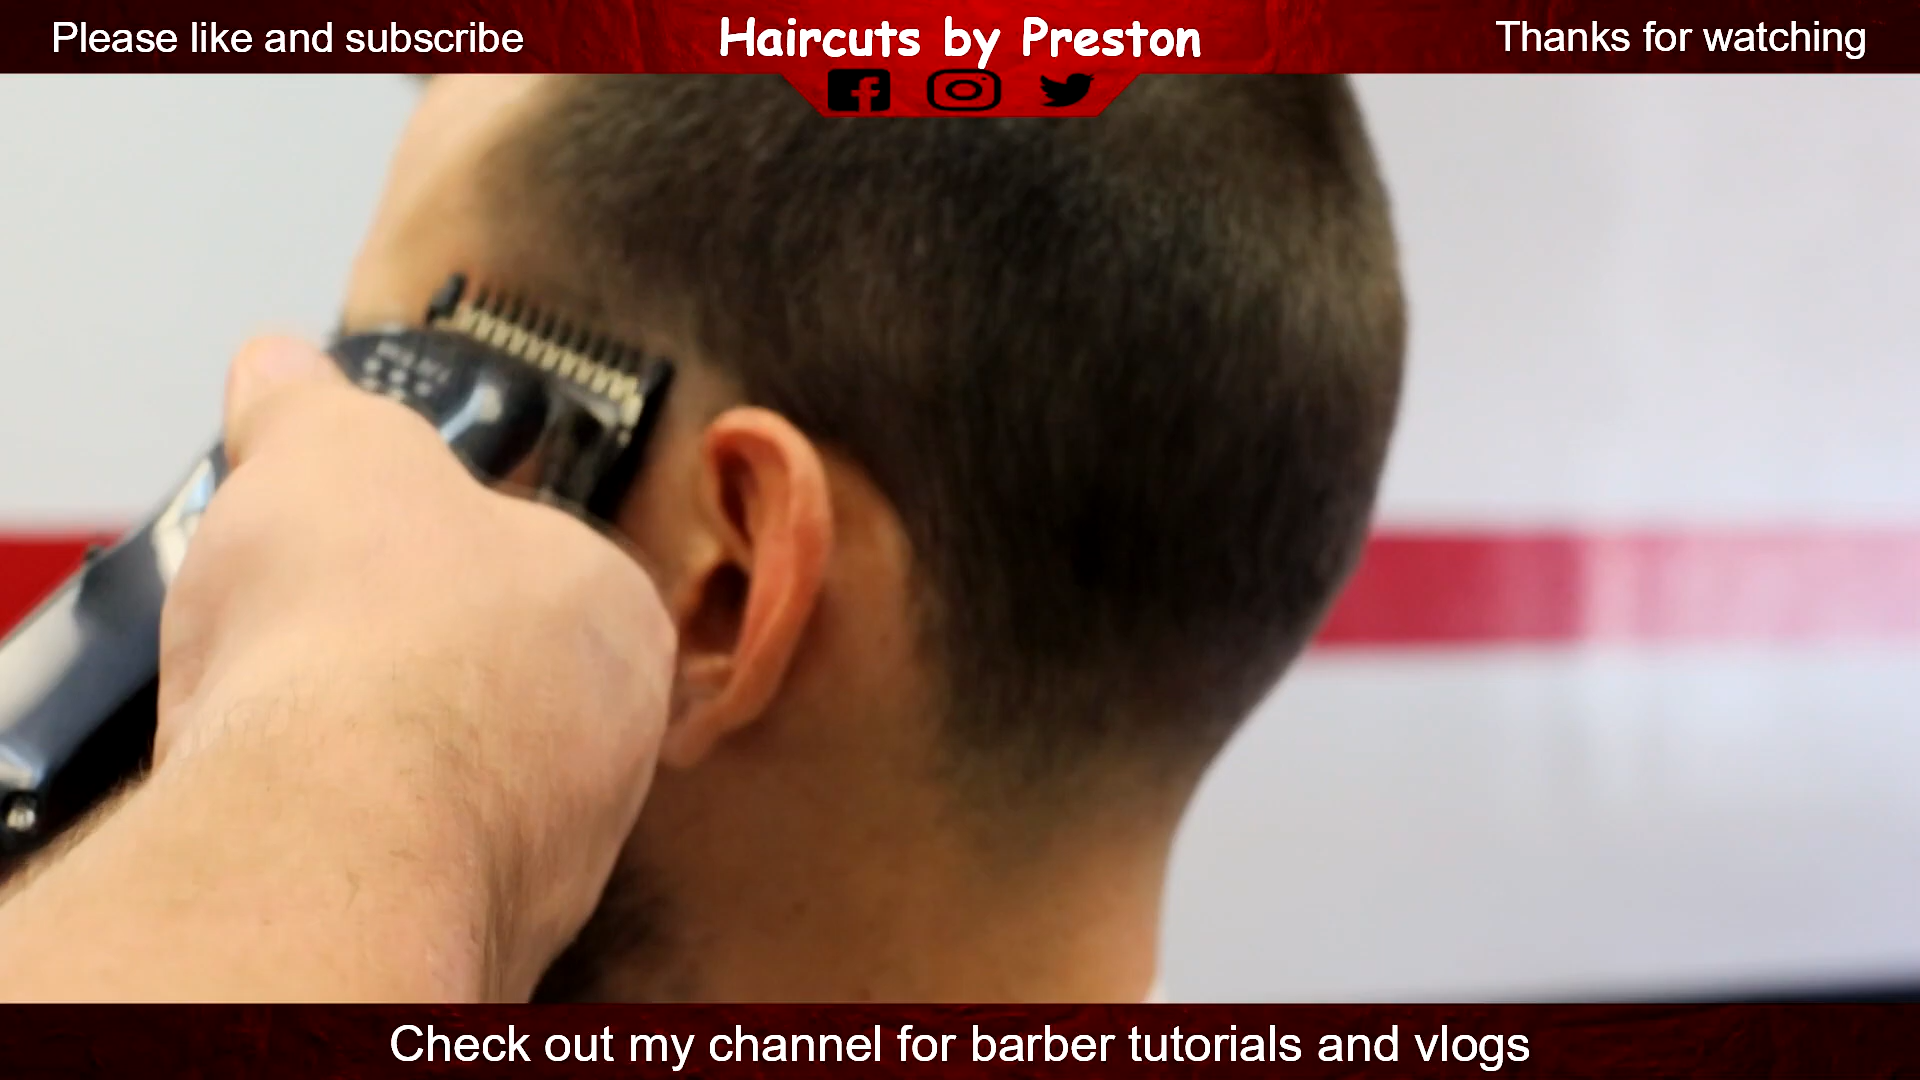 Please like and subscribe
Haircuts by Preston
Thanks for watching
Check out my channel for barber tutorials and vlogs